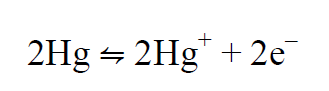 2Hg ⇋ 2Hg⁺ + 2e⁻